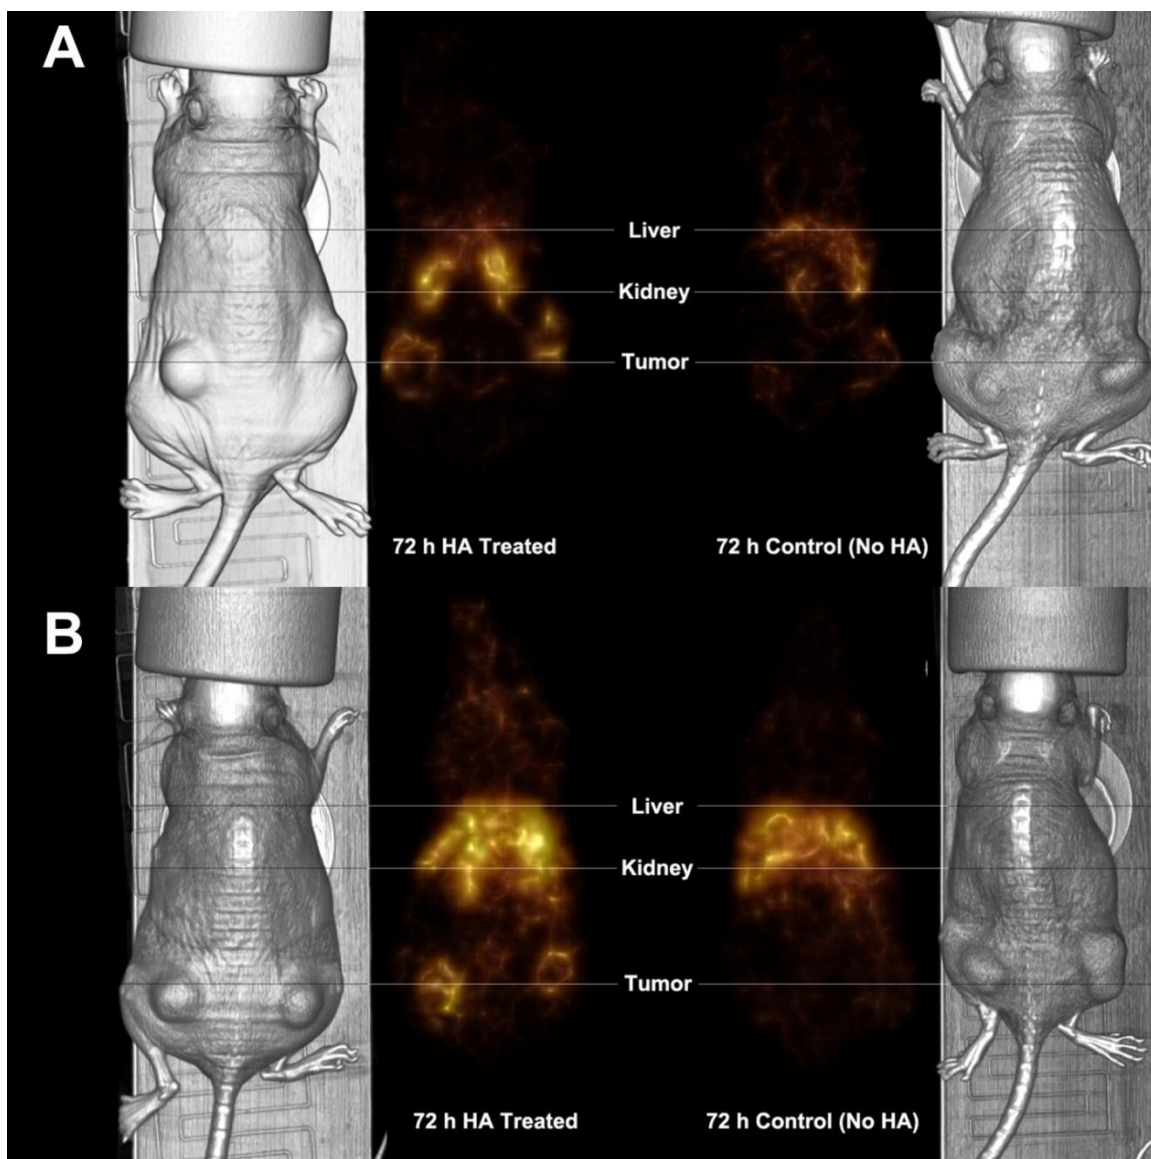 A
Liver
Kidney
Tumor
72 h HA Treated
72 h Control (No HA)
B
Liver
Kidney
Tumor
72 h HA Treated
72 h Control (No HA)